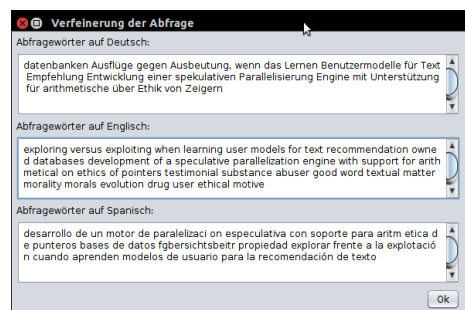 Verfeinerung der Abfrage
Abfragewörter auf Deutsch:
datenbanken Ausflüge gegen Ausbeutung, wenn das Lernen Benutzermodelle für Text
Empfehlung Entwicklung einer spekulativen Parallelisierung Engine mit Unterstützung
für arithmetische über Ethik von Zeigern
Abfragewörter auf Englisch:
exploring versus exploiting when learning user models for text recommendation owne
d databases development of a speculative parallelization engine with support for arith
metical on ethics of pointers testimonial substance abuser good word textual matter
morality morals evolution drug user ethical motive
Abfragewörter auf Spanisch:
desarrollo de un motor de paralelizaci on especulativa con soporte para aritm etica d
e punteros bases de datos fgbersichtsbeitr propiedad explorar frente a la explotació
n cuando aprenden modelos de usuario para la recomendación de texto
Ok